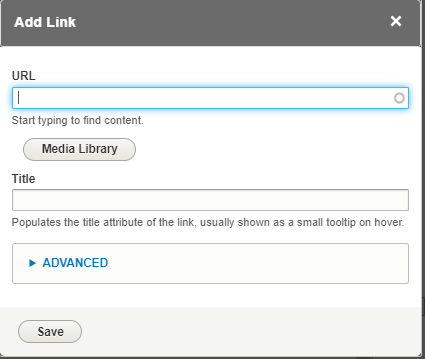 Add Link
URL
Start typing to find content.
Media Library
Title
Populates the title attribute of the link, usually shown as a small tooltip on hover.
ADVANCED
Save